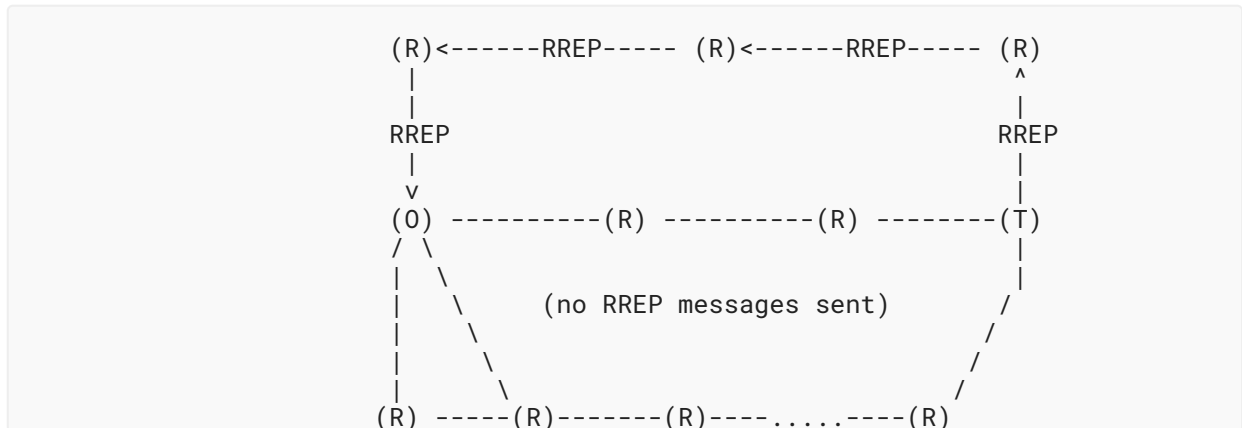 (R)<------RREP----- (R)<------RREP----- (R)
|                                       ^
|                                       |
RREP                                    RREP
|                                       |
v                                       |
(O) ----------(R) ----------(R) --------(T)
/ \                                     |
|  \                                    |
|   \     (no RREP messages sent)      /
|    \                                /
|     \                              /
|      \                            /
(R) -----(R)-------(R)----.....----(R)